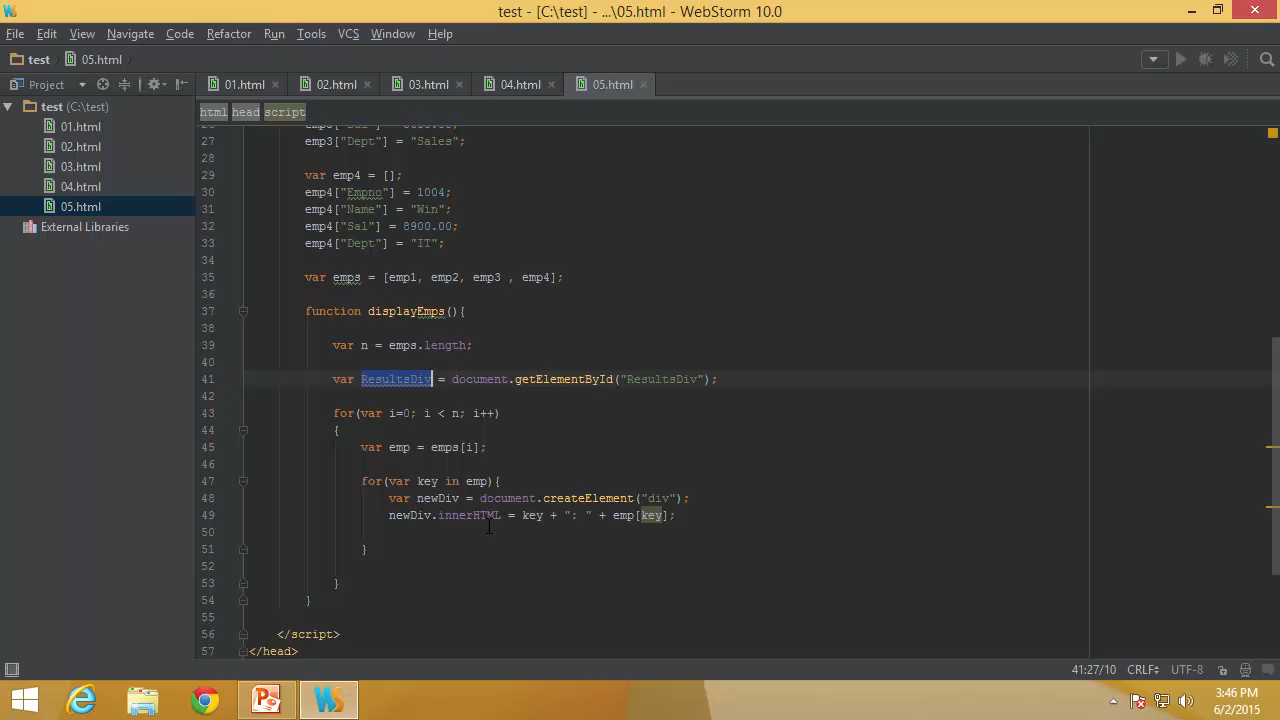 test - [C:\test] - ...\05.html - WebStorm 10.0
File Edit View Navigate Code Refactor Run Tools VCS Window Help
test 05.html
Project 01.html 02.html 03.html 04.html 05.html
test (C:\test)
01.html
02.html
03.html
04.html
05.html
External Libraries
html head script
27 emp3["Dept"] = "Sales";
28
29 var emp4 = [];
30 emp4["Empno"] = 1004;
31 emp4["Name"] = "Win";
32 emp4["Sal"] = 8900.00;
33 emp4["Dept"] = "IT";
34
35 var emps = [emp1, emp2, emp3 , emp4];
36
37 function displayEmps(){
38
39 var n = emps.length;
40
41 var ResultsDiv = document.getElementById("ResultsDiv");
42
43 for(var i=0; i < n; i++)
44 {
45 var emp = emps[i];
46
47 for(var key in emp){
48 var newDiv = document.createElement("div");
49 newDiv.innerHTML = key + ": " + emp[key];
50
51 }
52
53 }
54 }
55
56 </script>
57 </head>
41:27/10 CRLF UTF-8
3:46 PM
6/2/2015